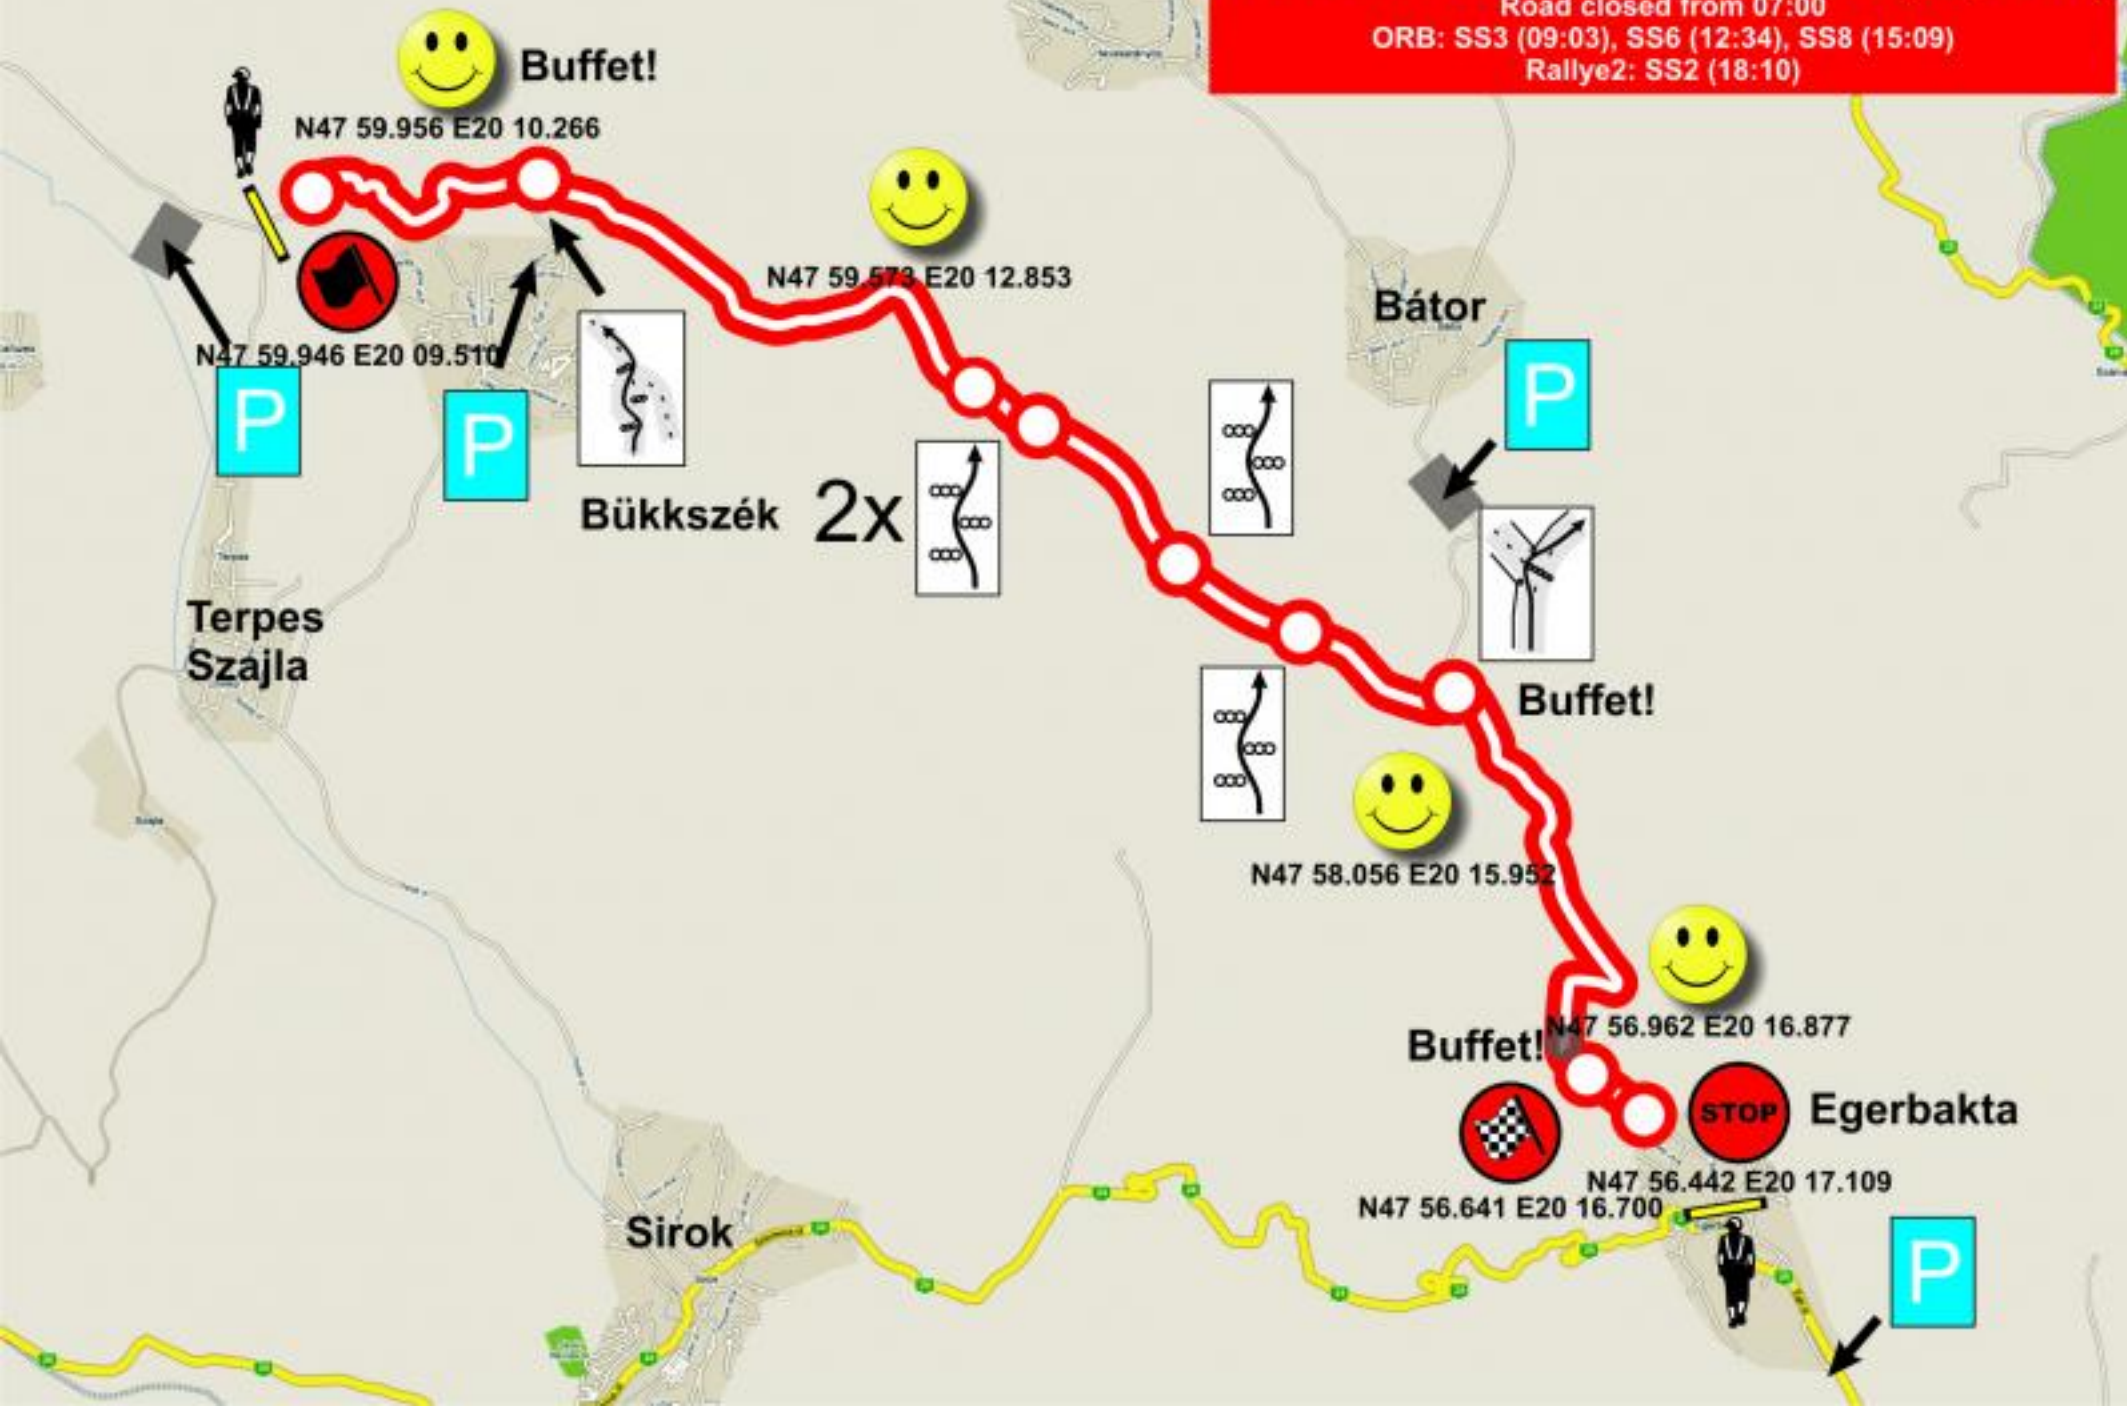 Road closed from 07:00
ORB: SS3 (09:03), SS6 (12:34), SS8 (15:09)
Rallye2: SS2 (18:10)
Buffet!
N47 59.956 E20 10.266
N47 59.573 E20 12.853
Bátor
N47 59.946 E20 09.510
P
P
P
Bükkszék
2x
Terpes
Szajla
Terpes
Buffet!
Szajla
N47 58.056 E20 15.952
N47 56.962 E20 16.877
Buffet!
STOP
Egerbakta
N47 56.442 E20 17.109
N47 56.641 E20 16.700
Sirok
P